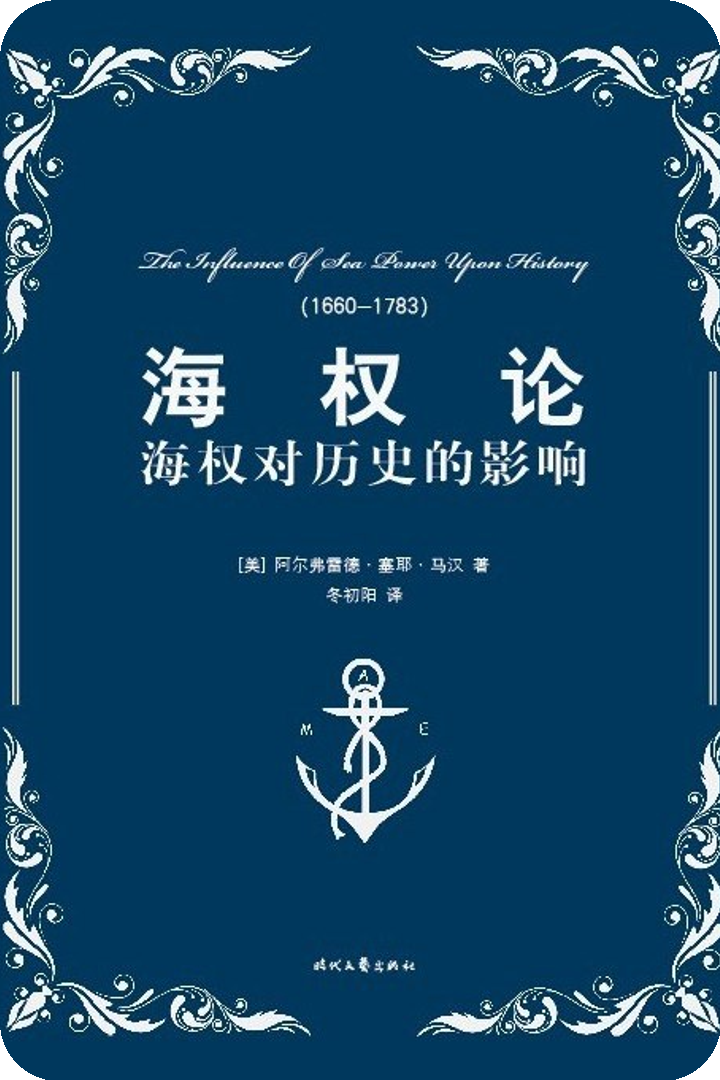 The Influence Of Sea Power Upon History
(1660—1783)
海权论
海权对历史的影响
[美] 阿尔弗雷德·塞耶·马汉 著
冬初阳 译
A
M E
时代文艺出版社